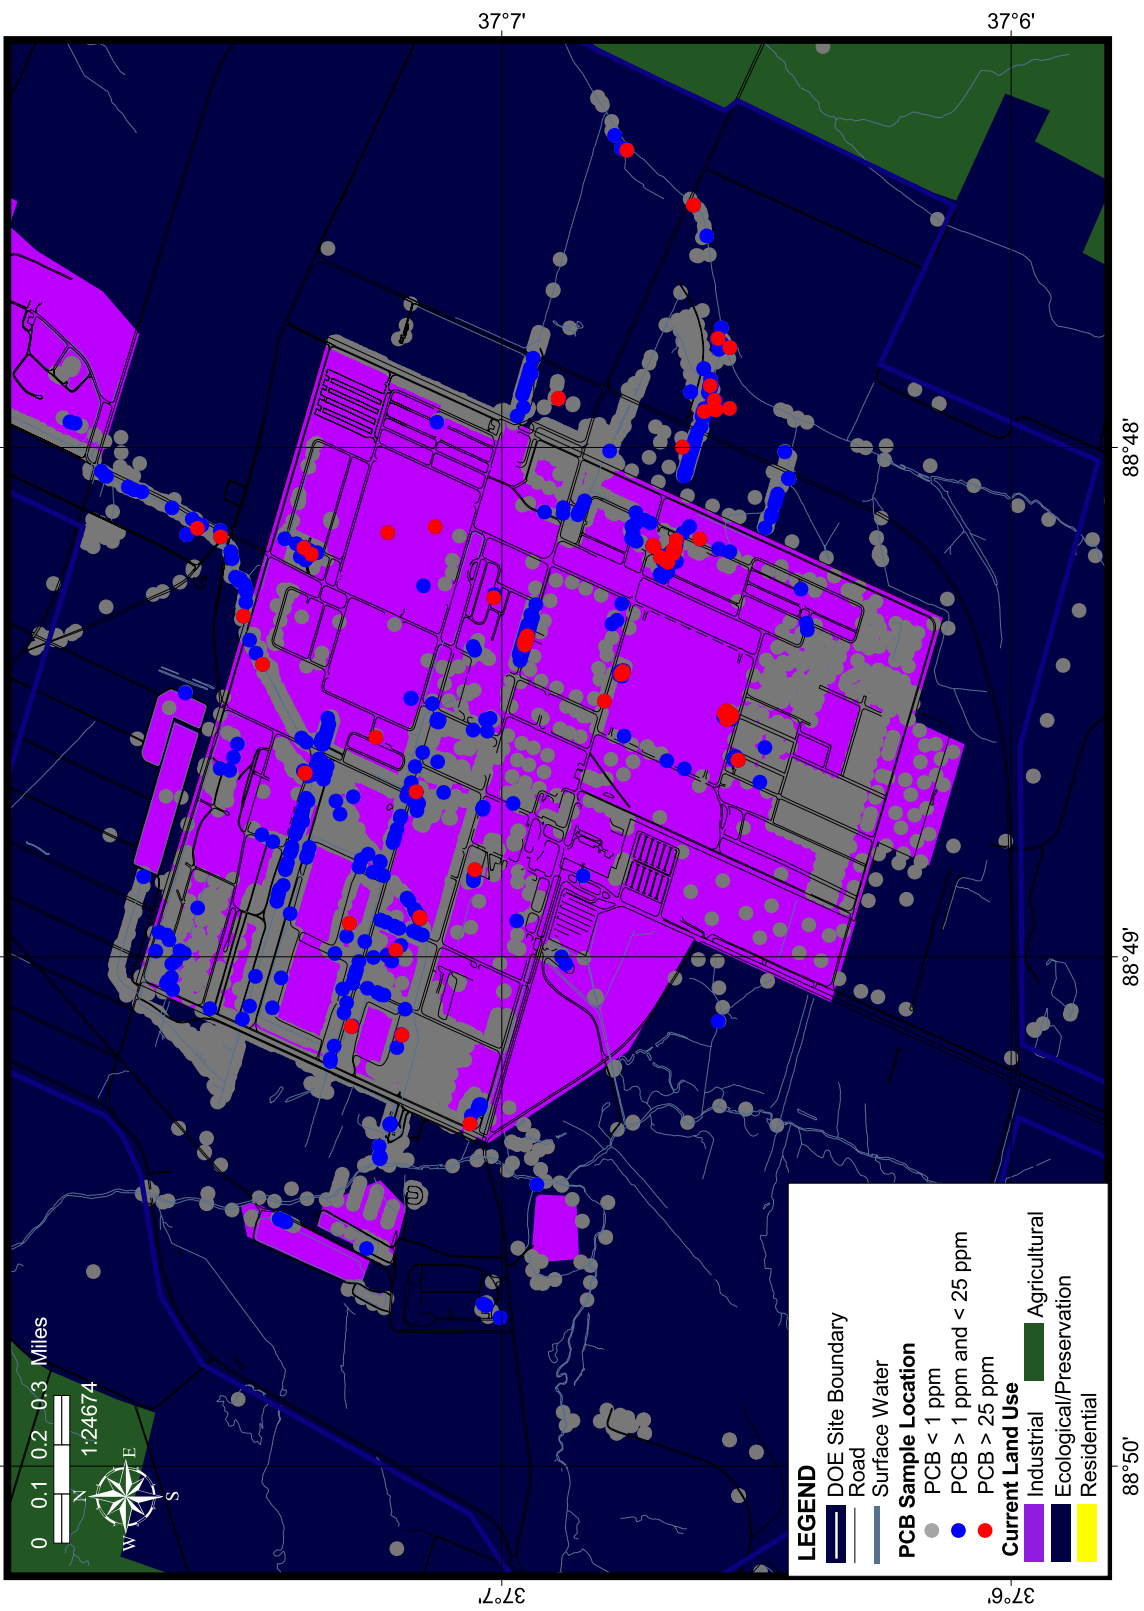 37°7'
37°6'
88°48'
88°49'
88°50'
37°7'
37°6'
0 0.1 0.2 0.3 Miles
1:24674
N
E
S
W
LEGEND
DOE Site Boundary
Road
Surface Water
PCB Sample Location
PCB < 1 ppm
PCB > 1 ppm and < 25 ppm
PCB > 25 ppm
Current Land Use
Industrial Agricultural
Ecological/Preservation
Residential